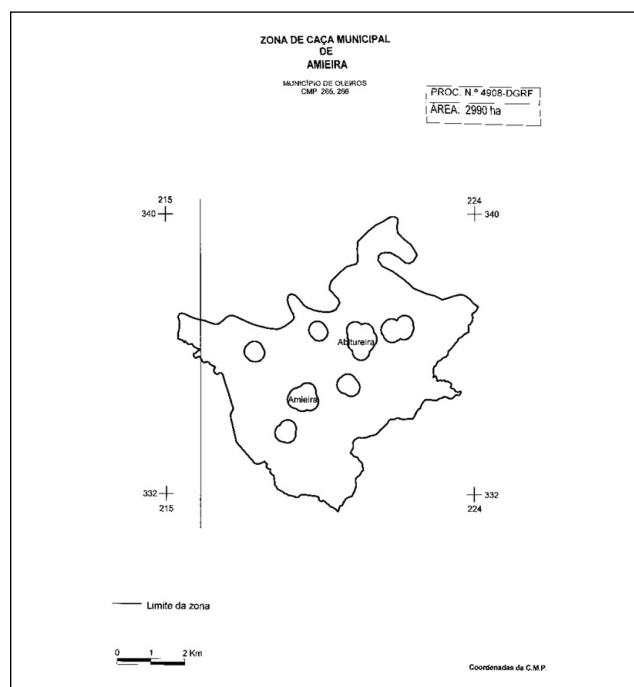 ZONA DE CAÇA MUNICIPAL
DE
AMIEIRA
MUNICÍPIO DE OLEIROS
CMP 265, 266
PROC. N.º 4908-DGRF
ÁREA: 2990 ha
215
340
224
340
Abitureira
Amieira
332
215
332
224
Limite da zona
0 1 2 Km
Coordenadas da C.M.P.